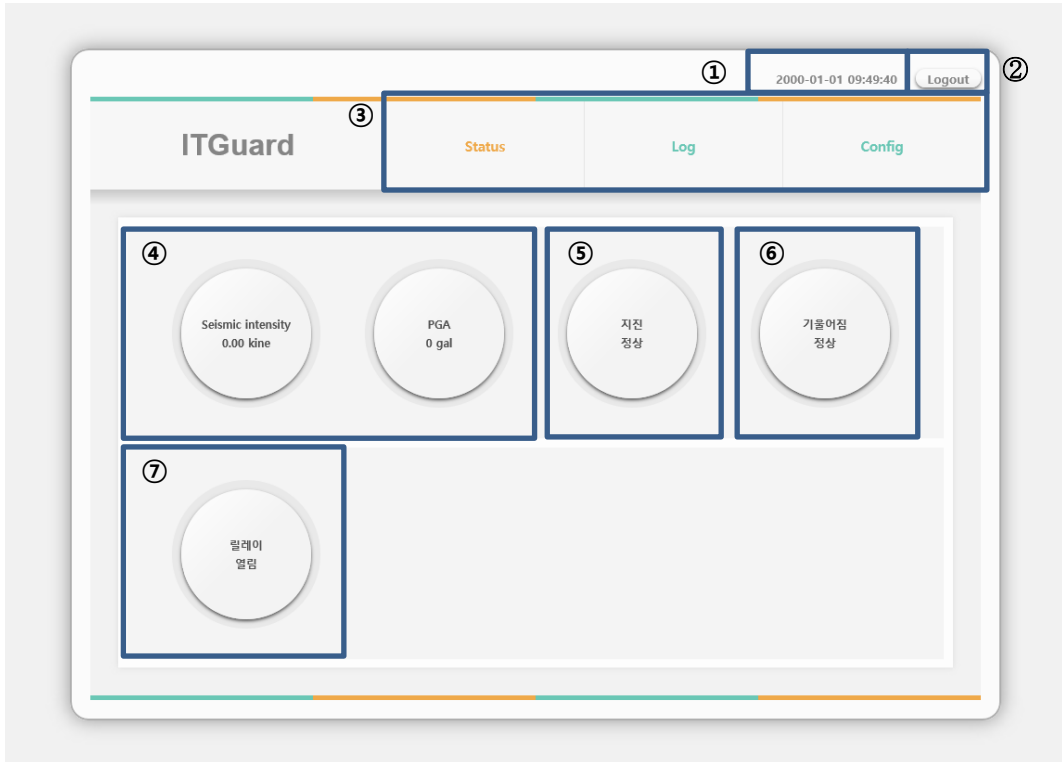 ① 2000-01-01 09:49:40 Logout ②
③
ITGuard Status Log Config
④ ⑤ ⑥
Seismic intensity
0.00 kine
PGA
0 gal
지진
정상
기울어짐
정상
⑦
릴레이
열림